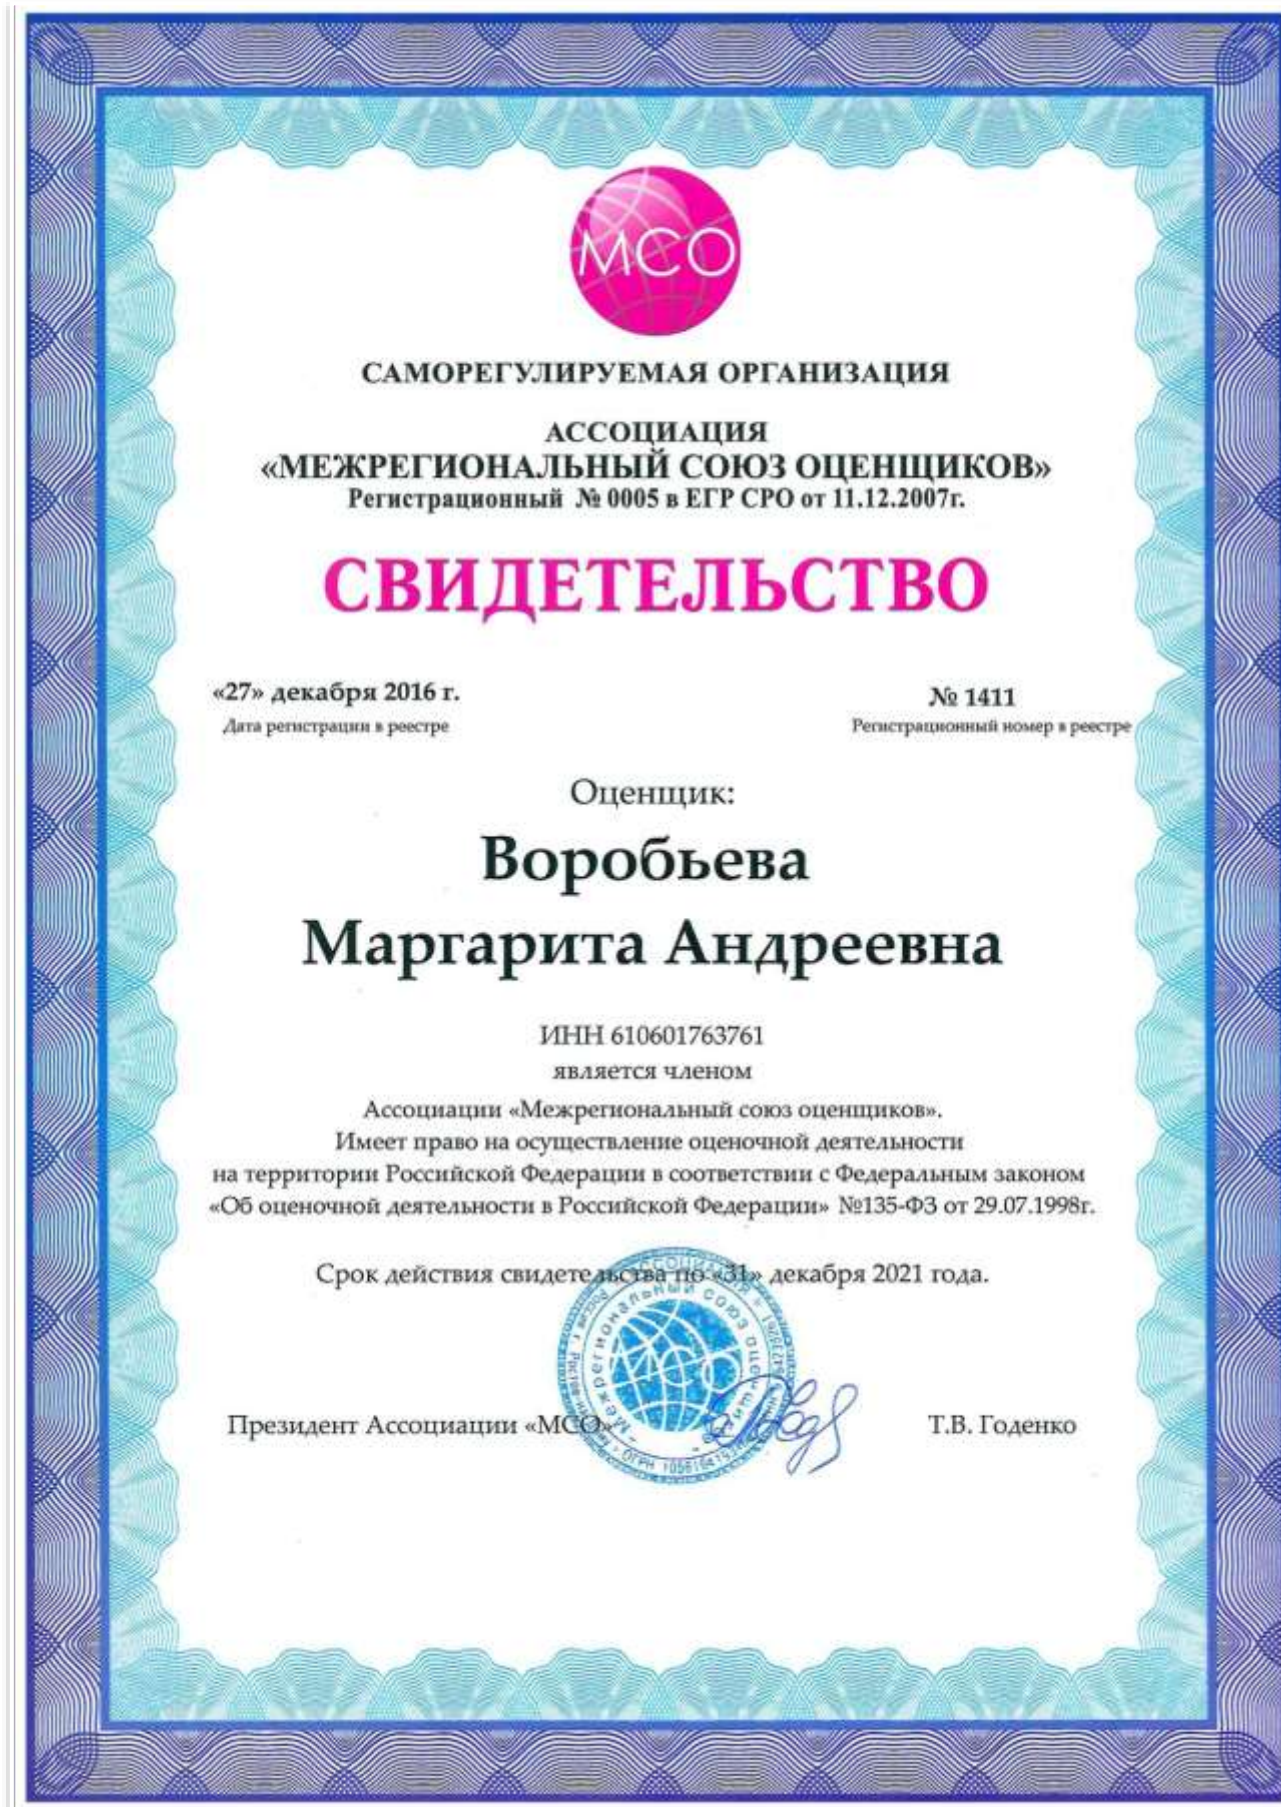 МСО
САМОРЕГУЛИРУЕМАЯ ОРГАНИЗАЦИЯ
АССОЦИАЦИЯ
«МЕЖРЕГИОНАЛЬНЫЙ СОЮЗ ОЦЕНЩИКОВ»
Регистрационный № 0005 в ЕГР СРО от 11.12.2007г.
СВИДЕТЕЛЬСТВО
«27» декабря 2016 г. № 1411
Дата регистрации в реестре Регистрационный номер в реестре
Оценщик:
Воробьева
Маргарита Андреевна
ИНН 610601763761
является членом
Ассоциации «Межрегиональный союз оценщиков».
Имеет право на осуществление оценочной деятельности
на территории Российской Федерации в соответствии с Федеральным законом
«Об оценочной деятельности в Российской Федерации» №135-ФЗ от 29.07.1998г.
Срок действия свидетельства по «31» декабря 2021 года.
Межрегиональный союз
МСО
ОГРН
Президент Ассоциации «МСО» Т.В. Годенко